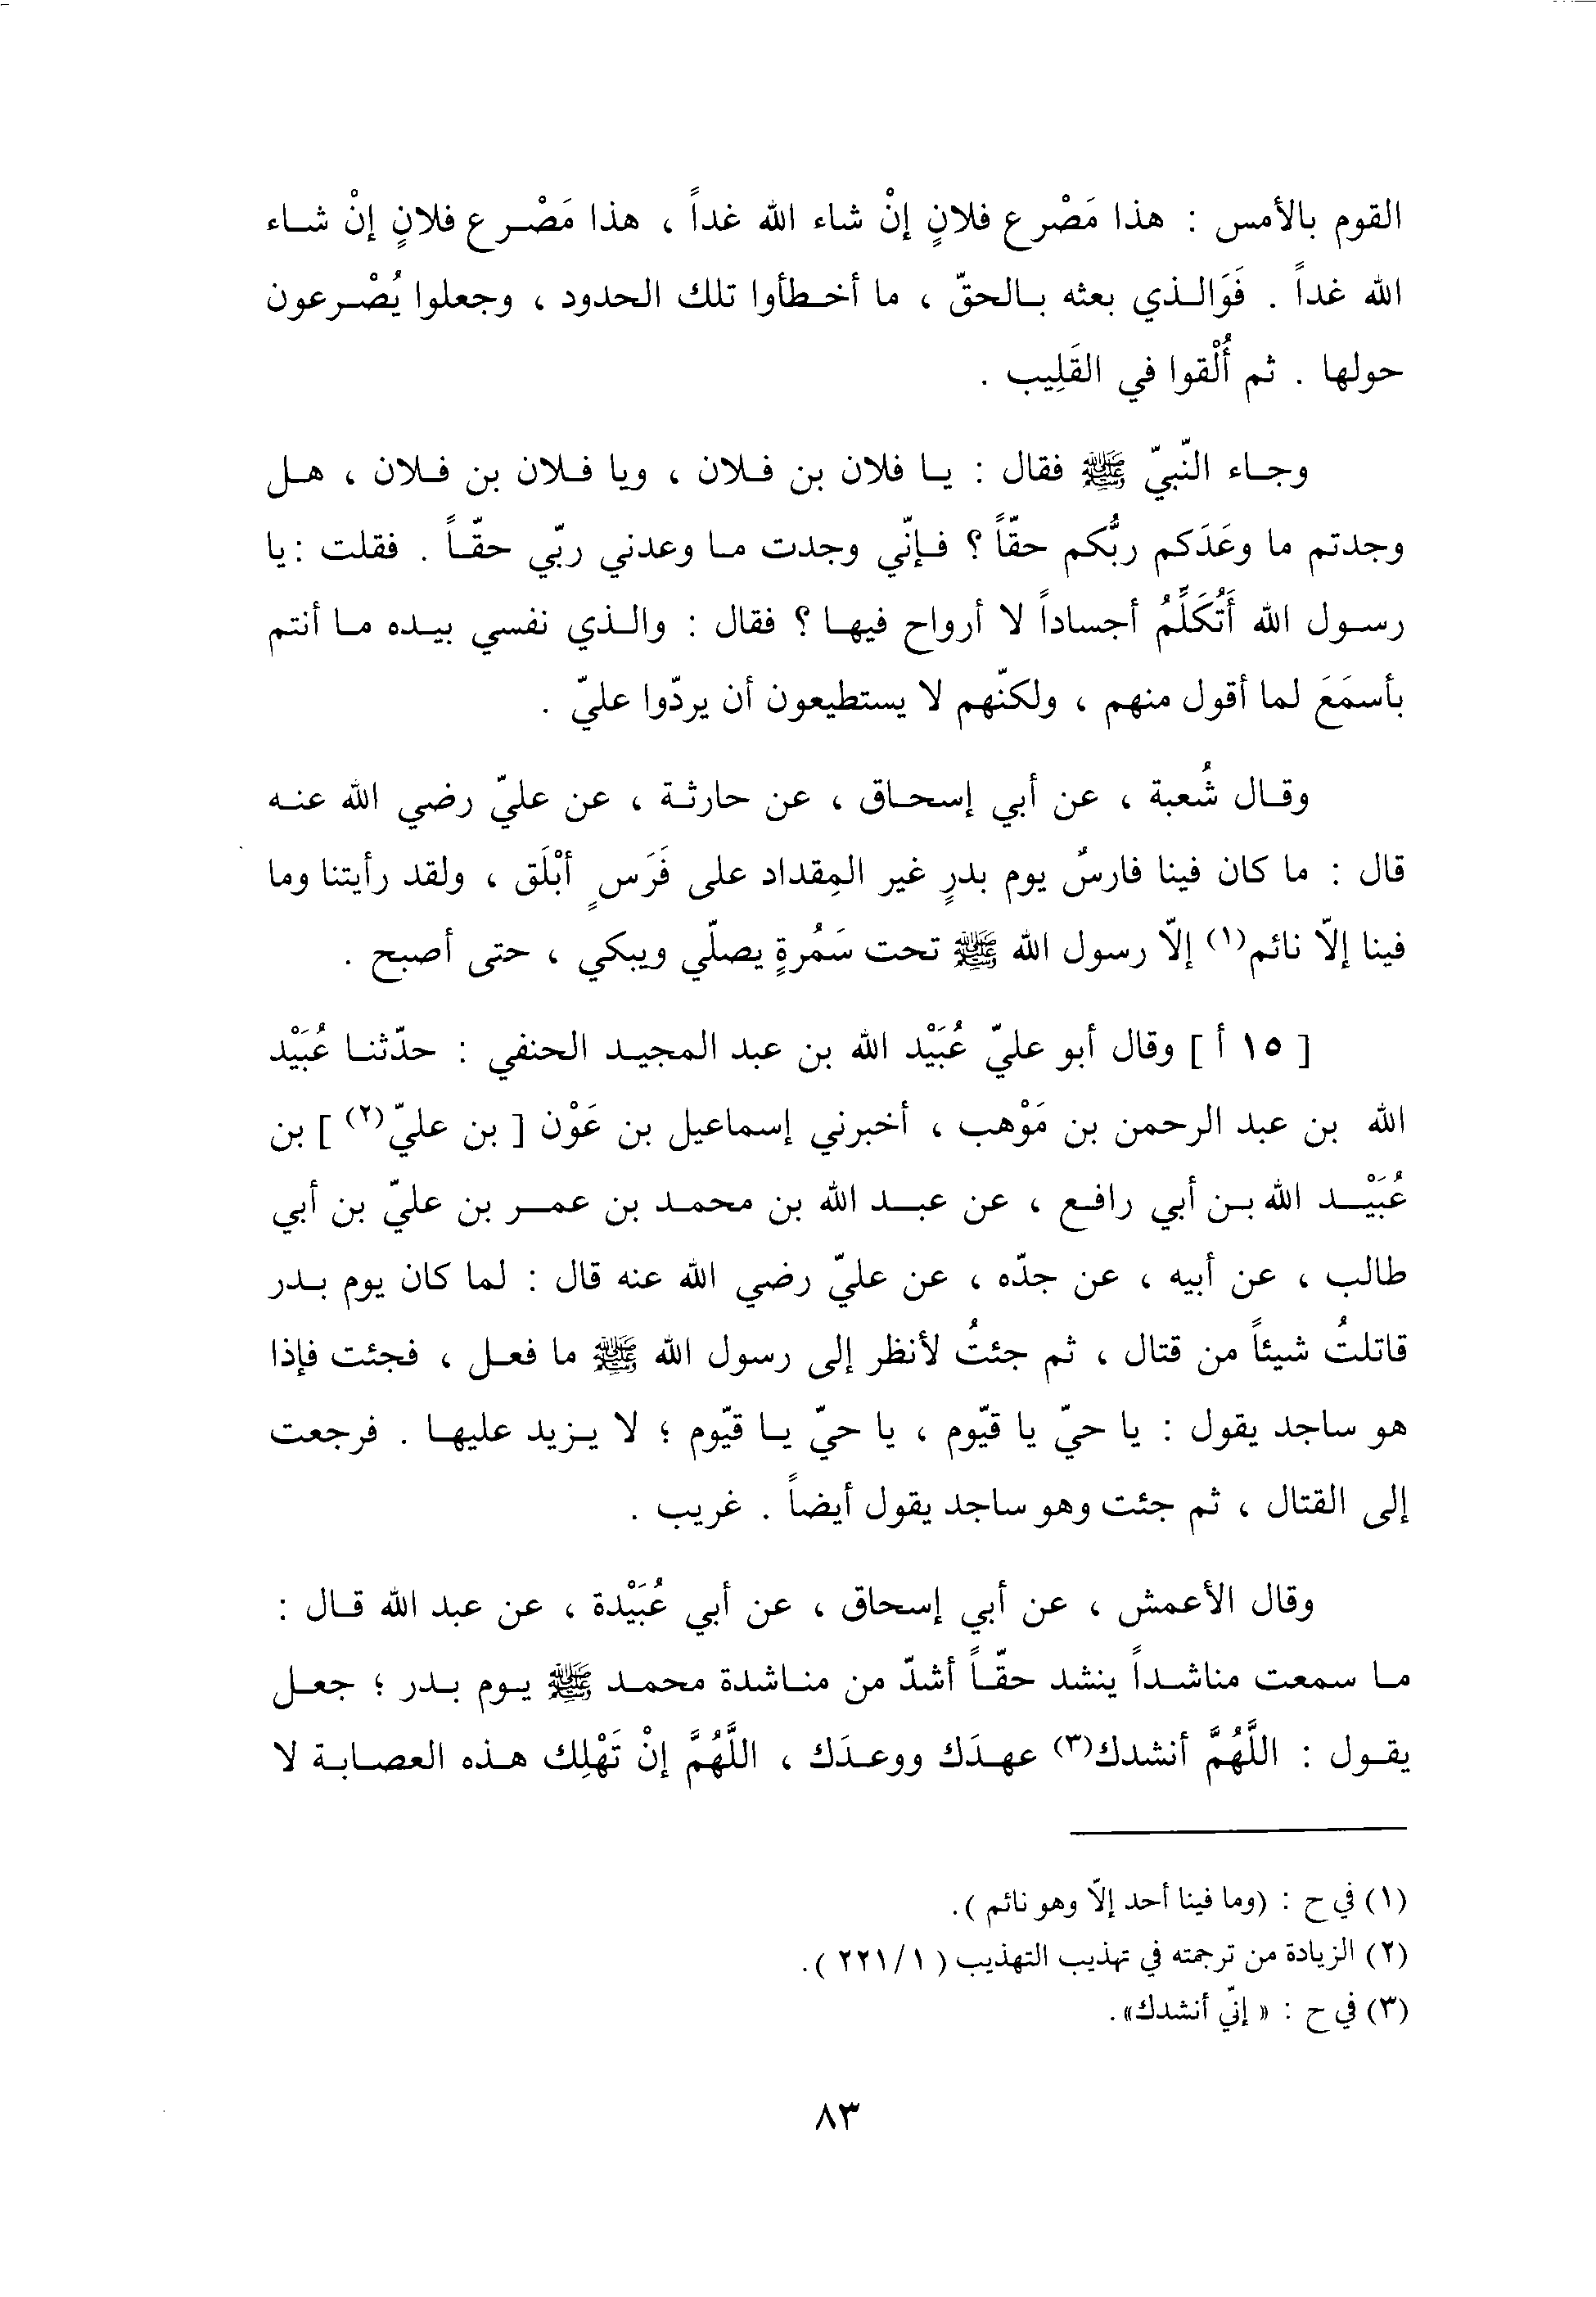 القوم بالأمس : هذا مَصْرع فلانٍ إنْ شاء الله غداً ، هذا مَصْرع فلانٍ إنْ شاء
الله غداً . فَوَالذي بعثه بالحقّ ، ما أخطأوا تلك الحدود ، وجعلوا يُصْرعون
حولها . ثم أُلْقوا في القَلِيب .
وجاء النّبيّ ﷺ فقال : يا فلان بن فلان ، ويا فلان بن فلان ، هل
وجدتم ما وعَدَكم ربُّكم حقّاً ؟ فإنّي وجدت ما وعدني ربّي حقّاً . فقلت : يا
رسول الله أَتُكَلِّمُ أجساداً لا أرواح فيها ؟ فقال : والذي نفسي بيده ما أنتم
بأسمَعَ لما أقول منهم ، ولكنّهم لا يستطيعون أن يردّوا عليّ .
وقال شُعبة ، عن أبي إسحاق ، عن حارثة ، عن عليّ رضي الله عنه
قال : ما كان فينا فارسٌ يوم بدرٍ غير المِقداد على فَرَسٍ أبْلَق ، ولقد رأيتنا وما
فينا إلاّ نائم(١) إلاّ رسول الله ﷺ تحت سَمُرةٍ يصلّي ويبكي ، حتى أصبح .
[ ١٥ أ ] وقال أبو عليّ عُبَيْد الله بن عبد المجيد الحنفي : حدّثنا عُبَيْد
الله بن عبد الرحمن بن مَوْهب ، أخبرني إسماعيل بن عَوْن [ بن عليّ(٢) ] بن
عُبَيْد الله بن أبي رافع ، عن عبد الله بن محمد بن عمر بن عليّ بن أبي
طالب ، عن أبيه ، عن جدّه ، عن عليّ رضي الله عنه قال : لما كان يوم بدر
قاتلتُ شيئاً من قتال ، ثم جئتُ لأنظر إلى رسول الله ﷺ ما فعل ، فجئت فإذا
هو ساجد يقول : يا حيّ يا قيّوم ، يا حيّ يا قيّوم ؛ لا يزيد عليها . فرجعت
إلى القتال ، ثم جئت وهو ساجد يقول أيضاً . غريب .
وقال الأعمش ، عن أبي إسحاق ، عن أبي عُبَيْدة ، عن عبد الله قال :
ما سمعت مناشداً ينشد حقّاً أشدّ من مناشدة محمد ﷺ يوم بدر ؛ جعل
يقول : اللَّهُمَّ أنشدك(٣) عهدَك ووعدَك ، اللَّهُمَّ إنْ تَهْلِك هذه العصابة لا
(١) في ح : (وما فينا أحد إلاّ وهو نائم ).
(٢) الزيادة من ترجمته في تهذيب التهذيب ( ١/ ٢٢١ ).
(٣) في ح : « إنّي أنشدك».
٨٣